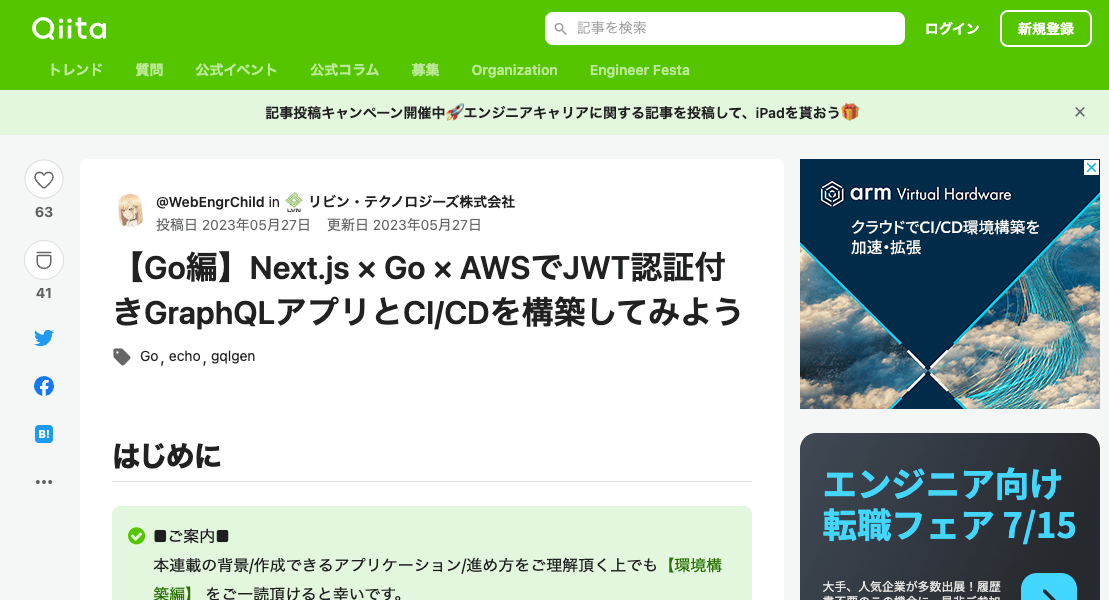 Qiita
記事を検索
ログイン
新規登録
トレンド 質問 公式イベント 公式コラム 募集 Organization Engineer Festa
記事投稿キャンペーン開催中🚀エンジニアキャリアに関する記事を投稿して、iPadを貰おう🎁
63
41
B!
@WebEngrChild in LVN リビン・テクノロジーズ株式会社
投稿日 2023年05月27日 更新日 2023年05月27日
【Go編】Next.js × Go × AWSでJWT認証付
きGraphQLアプリとCI/CDを構築してみよう
Go, echo, gqlgen
はじめに
■ご案内■
本連載の背景/作成できるアプリケーション/進め方をご理解頂く上でも【環境構
築編】 をご一読頂けると幸いです。
arm Virtual Hardware
クラウドでCI/CD環境構築を
加速・拡張
エンジニア向け
転職フェア 7/15
大手、人気企業が多数出展！履歴